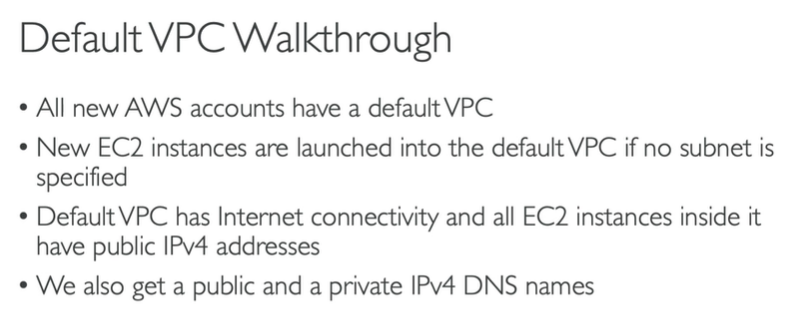 Default VPC Walkthrough
• All new AWS accounts have a default VPC
• New EC2 instances are launched into the default VPC if no subnet is
specified
• Default VPC has Internet connectivity and all EC2 instances inside it
have public IPv4 addresses
• We also get a public and a private IPv4 DNS names